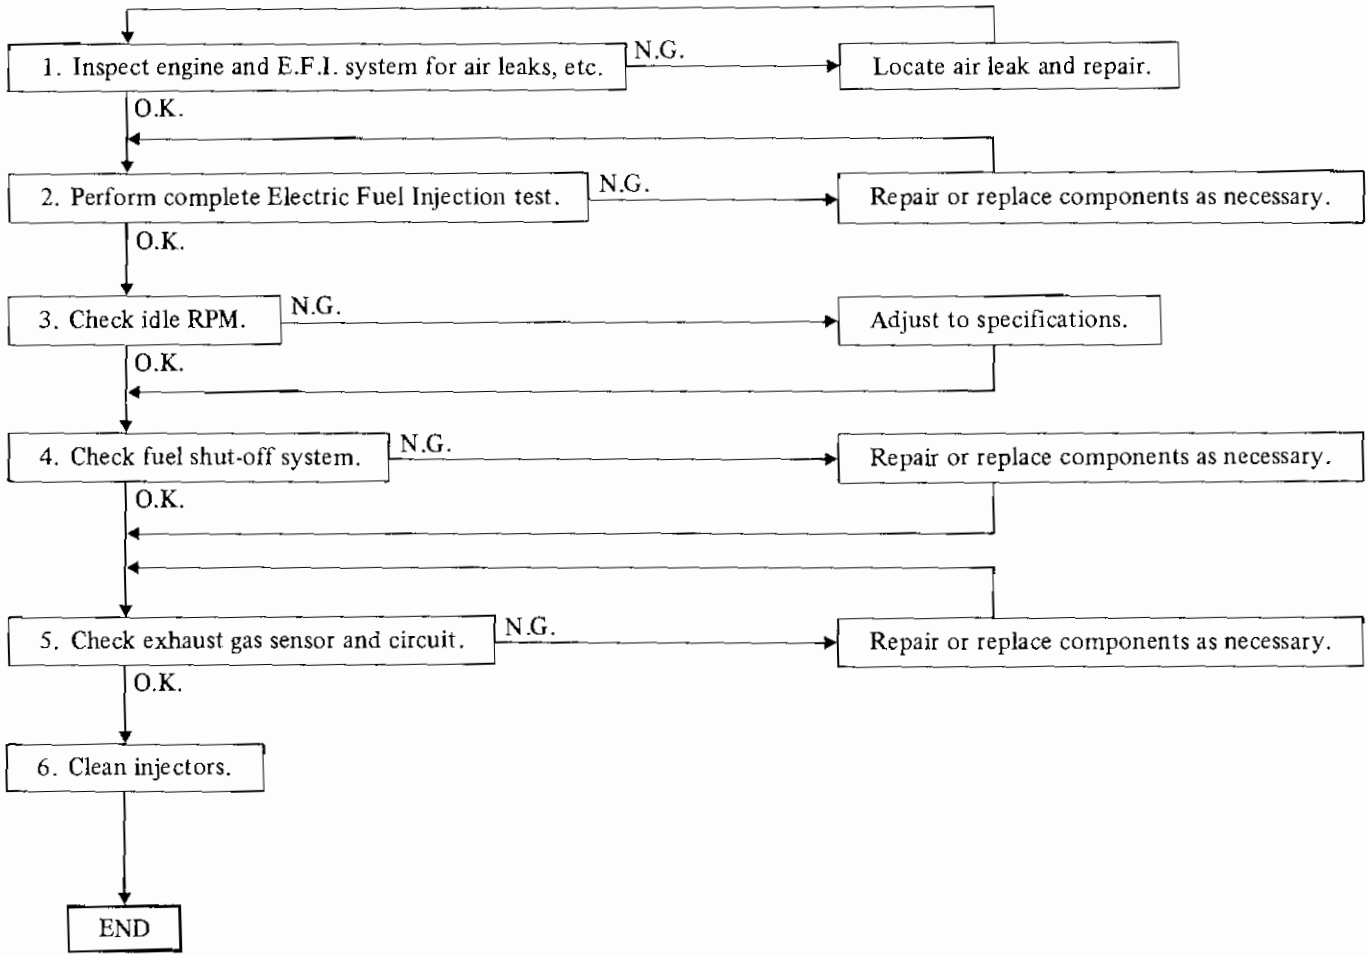 1. Inspect engine and E.F.I. system for air leaks, etc.
N.G.
Locate air leak and repair.
O.K.
2. Perform complete Electric Fuel Injection test.
N.G.
Repair or replace components as necessary.
O.K.
3. Check idle RPM.
N.G.
Adjust to specifications.
O.K.
4. Check fuel shut-off system.
N.G.
Repair or replace components as necessary.
O.K.
5. Check exhaust gas sensor and circuit.
N.G.
Repair or replace components as necessary.
O.K.
6. Clean injectors.
END